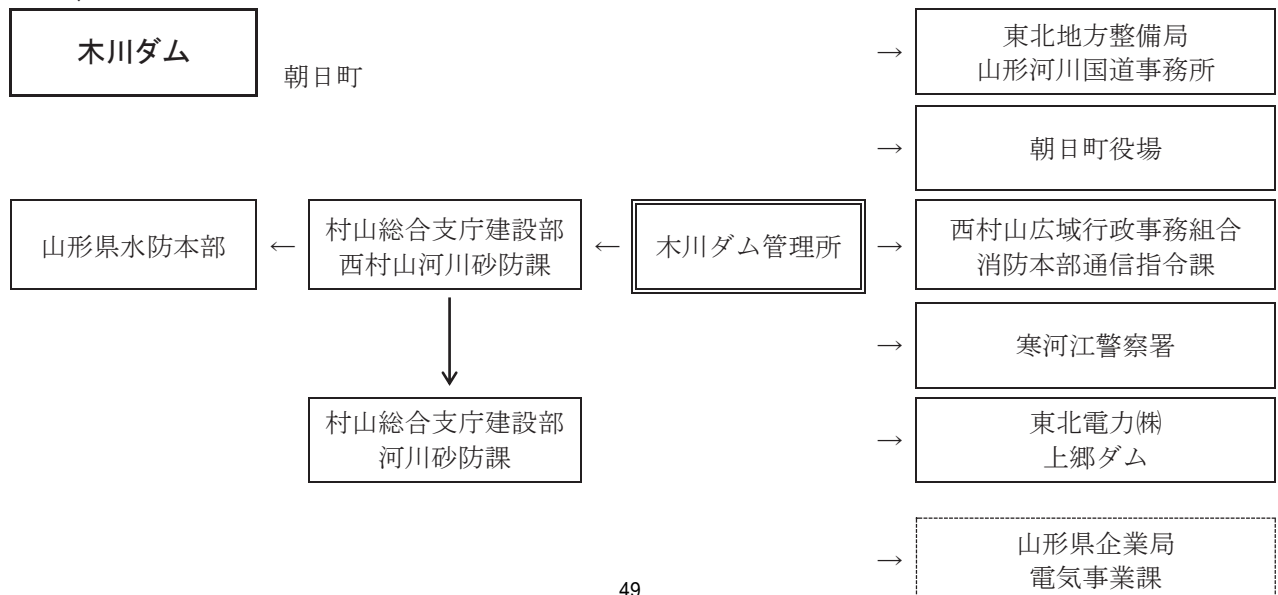 木川ダム
朝日町
→
東北地方整備局
山形河川国道事務所
→
朝日町役場
山形県水防本部
←
村山総合支庁建設部
西村山河川砂防課
←
木川ダム管理所
→
西村山広域行政事務組合
消防本部通信指令課
→
寒河江警察署
村山総合支庁建設部
河川砂防課
→
東北電力㈱
上郷ダム
→
山形県企業局
電気事業課
49